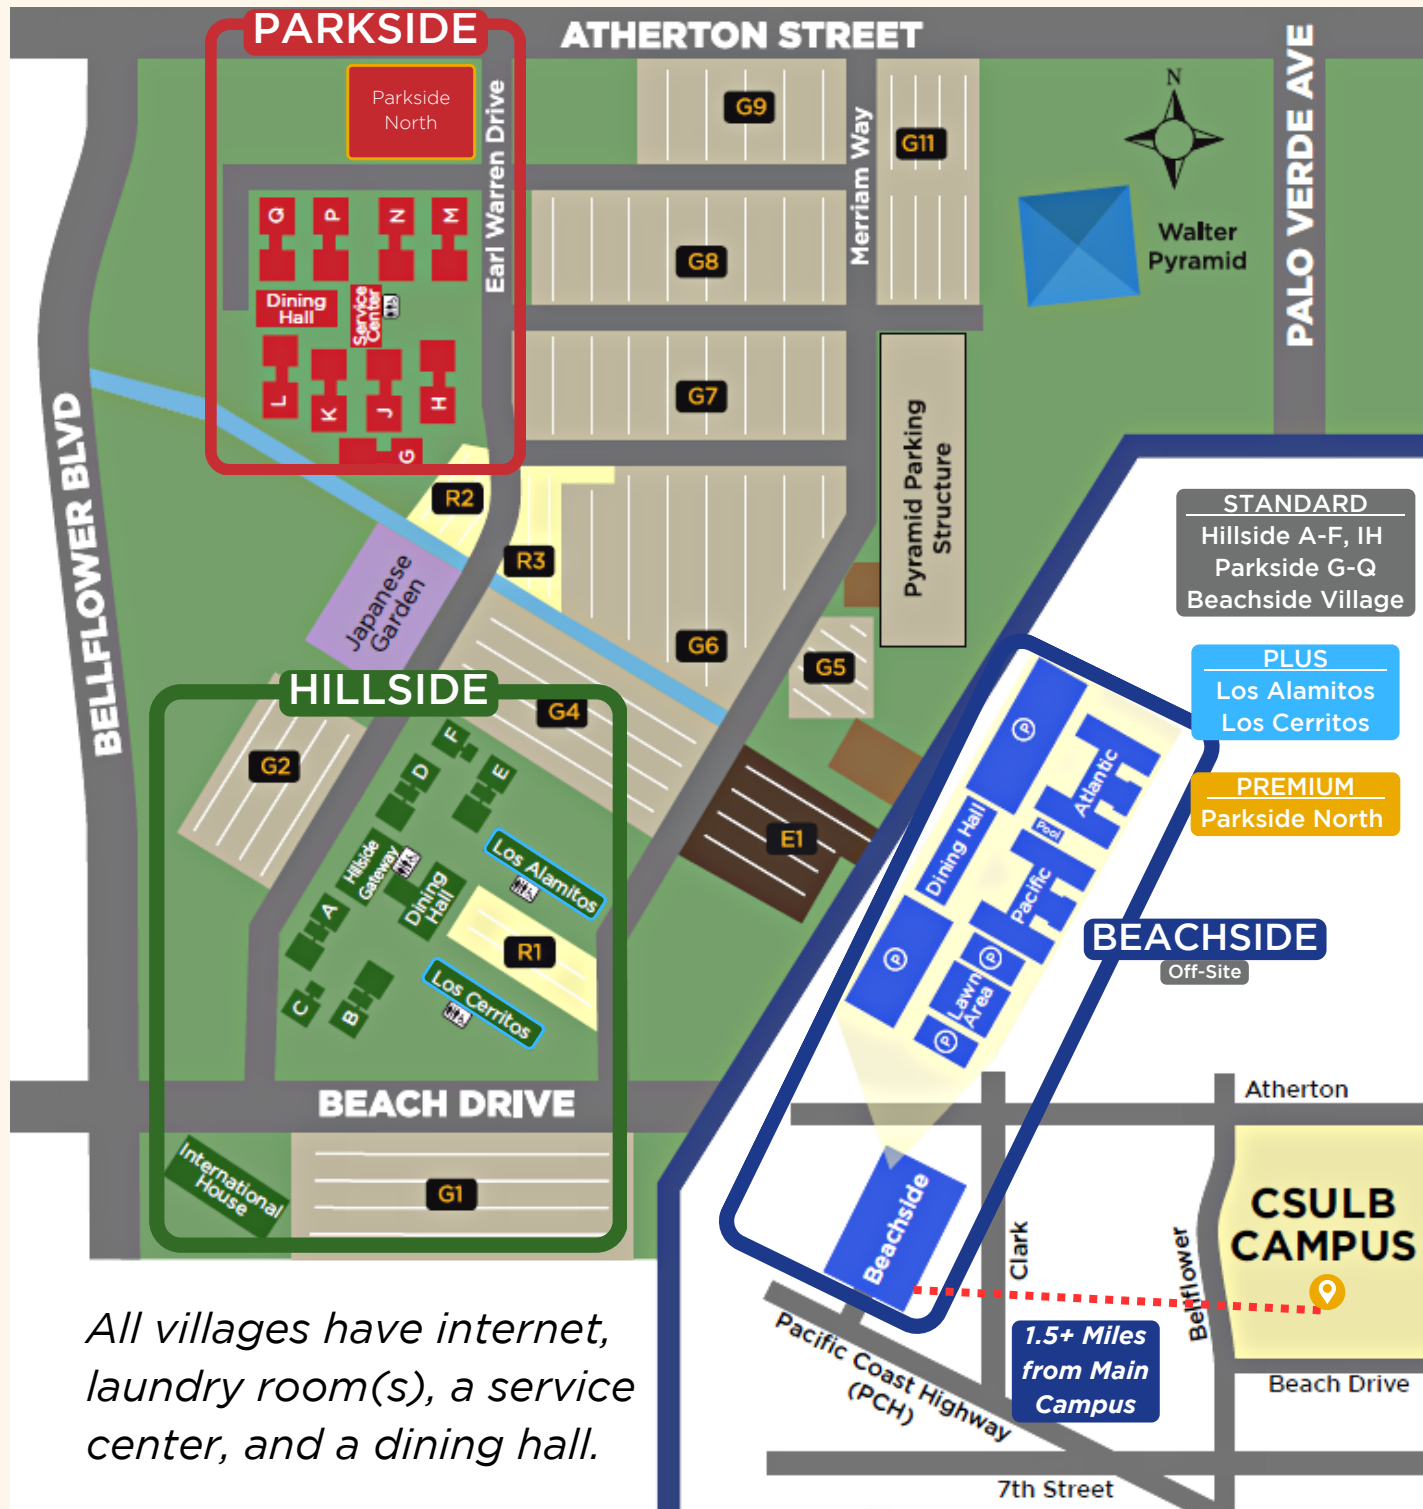 PARKSIDE
ATHERTON STREET
PALO VERDE AVE
Parkside
North
Earl Warren Drive
G9
Merriam Way
G11
N
Q
P
N
M
G8
Walter
Pyramid
Dining
Hall
Service
Center
L
K
J
H
G
G7
Pyramid Parking
Structure
BELLFLOWER BLVD
R2
R3
Japanese
Garden
G6
G5
STANDARD
Hillside A-F, IH
Parkside G-Q
Beachside Village
PLUS
Los Alamitos
Los Cerritos
PREMIUM
Parkside North
HILLSIDE
G4
G2
F
D
E
E1
Hillside
Gateway
Dining
Hall
Los Alamitos
A
R1
C
B
Los Cerritos
P
Atlantic
Pool
Dining Hall
Pacific
P
P
Lawn
Area
P
BEACHSIDE
Off-Site
BEACH DRIVE
International
House
G1
Atherton
Beachside
Clark
Bellflower
CSULB
CAMPUS
Pacific Coast Highway
(PCH)
1.5+ Miles
from Main
Campus
Beach Drive
7th Street
All villages have internet,
laundry room(s), a service
center, and a dining hall.